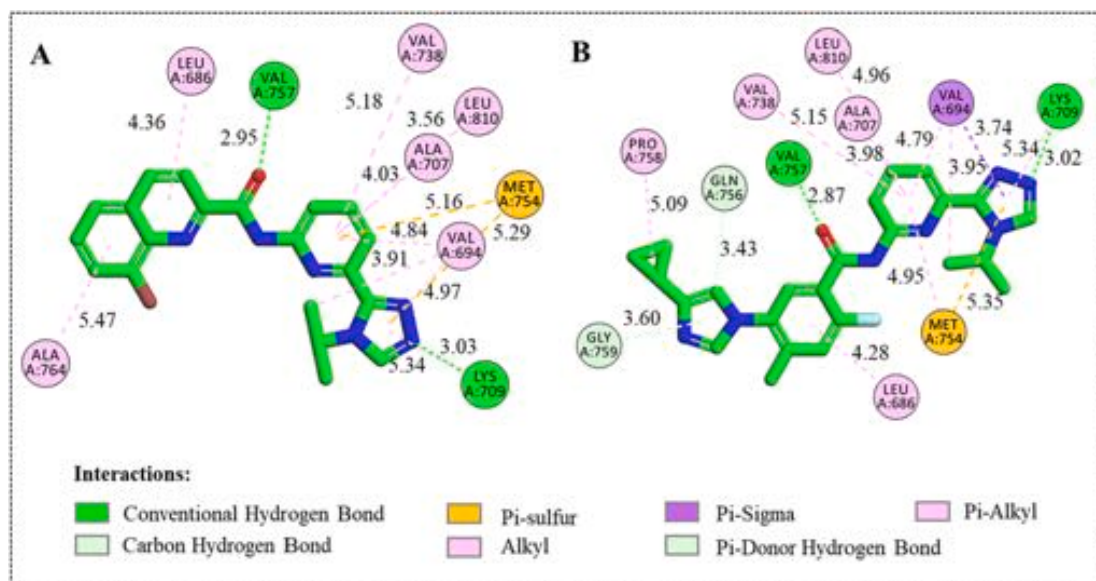 A
LEU
A:686
VAL
A:757
VAL
A:738
LEU
A:810
ALA
A:707
MET
A:754
VAL
A:694
LYS
A:709
ALA
A:764
4.36
2.95
5.18
3.56
4.03
5.16
4.84
5.29
3.91
4.97
5.47
5.34
3.03
B
LEU
A:810
VAL
A:738
ALA
A:707
VAL
A:694
LYS
A:709
PRO
A:758
GLN
A:756
VAL
A:757
GLY
A:759
MET
A:754
LEU
A:686
4.96
5.15
4.79
3.74
5.34
3.98
3.95
3.02
5.09
2.87
3.43
4.95
3.60
5.35
4.28
Interactions:
Conventional Hydrogen Bond
Pi-sulfur
Pi-Sigma
Pi-Alkyl
Carbon Hydrogen Bond
Alkyl
Pi-Donor Hydrogen Bond